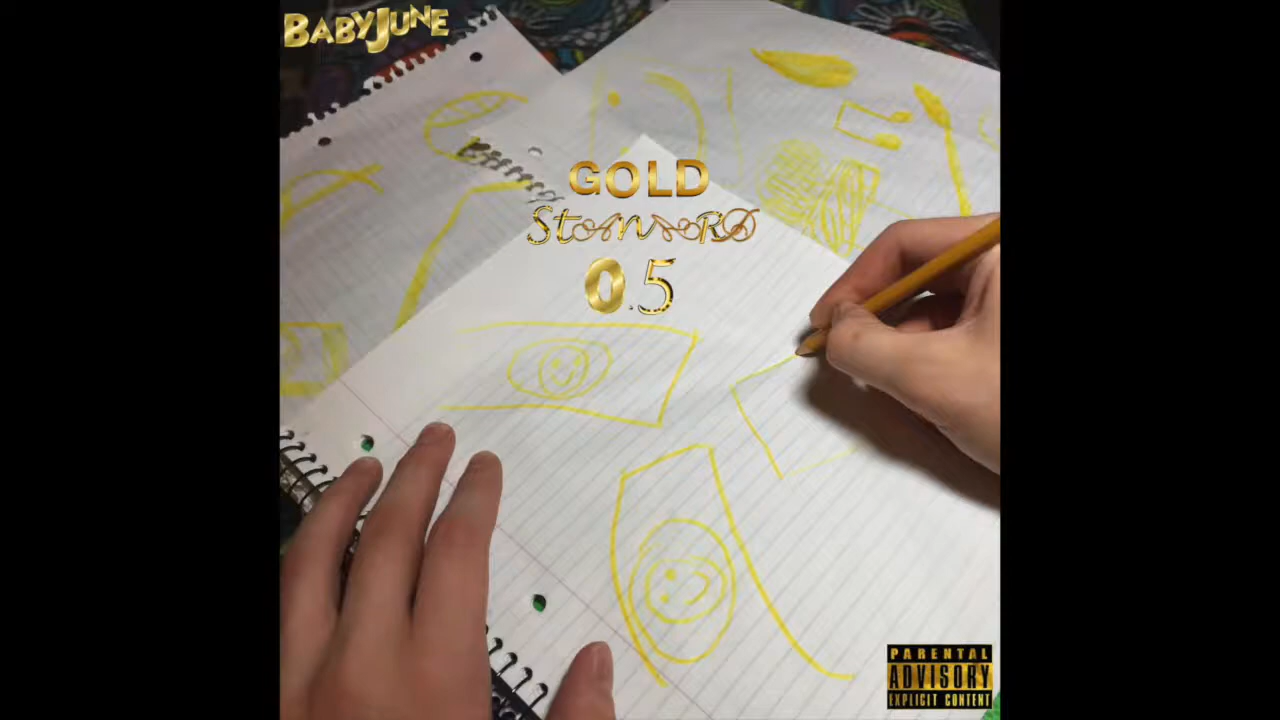 BABYJUNE
GOLD
StANDARD
0.5
PARENTAL
ADVISORY
EXPLICIT CONTENT